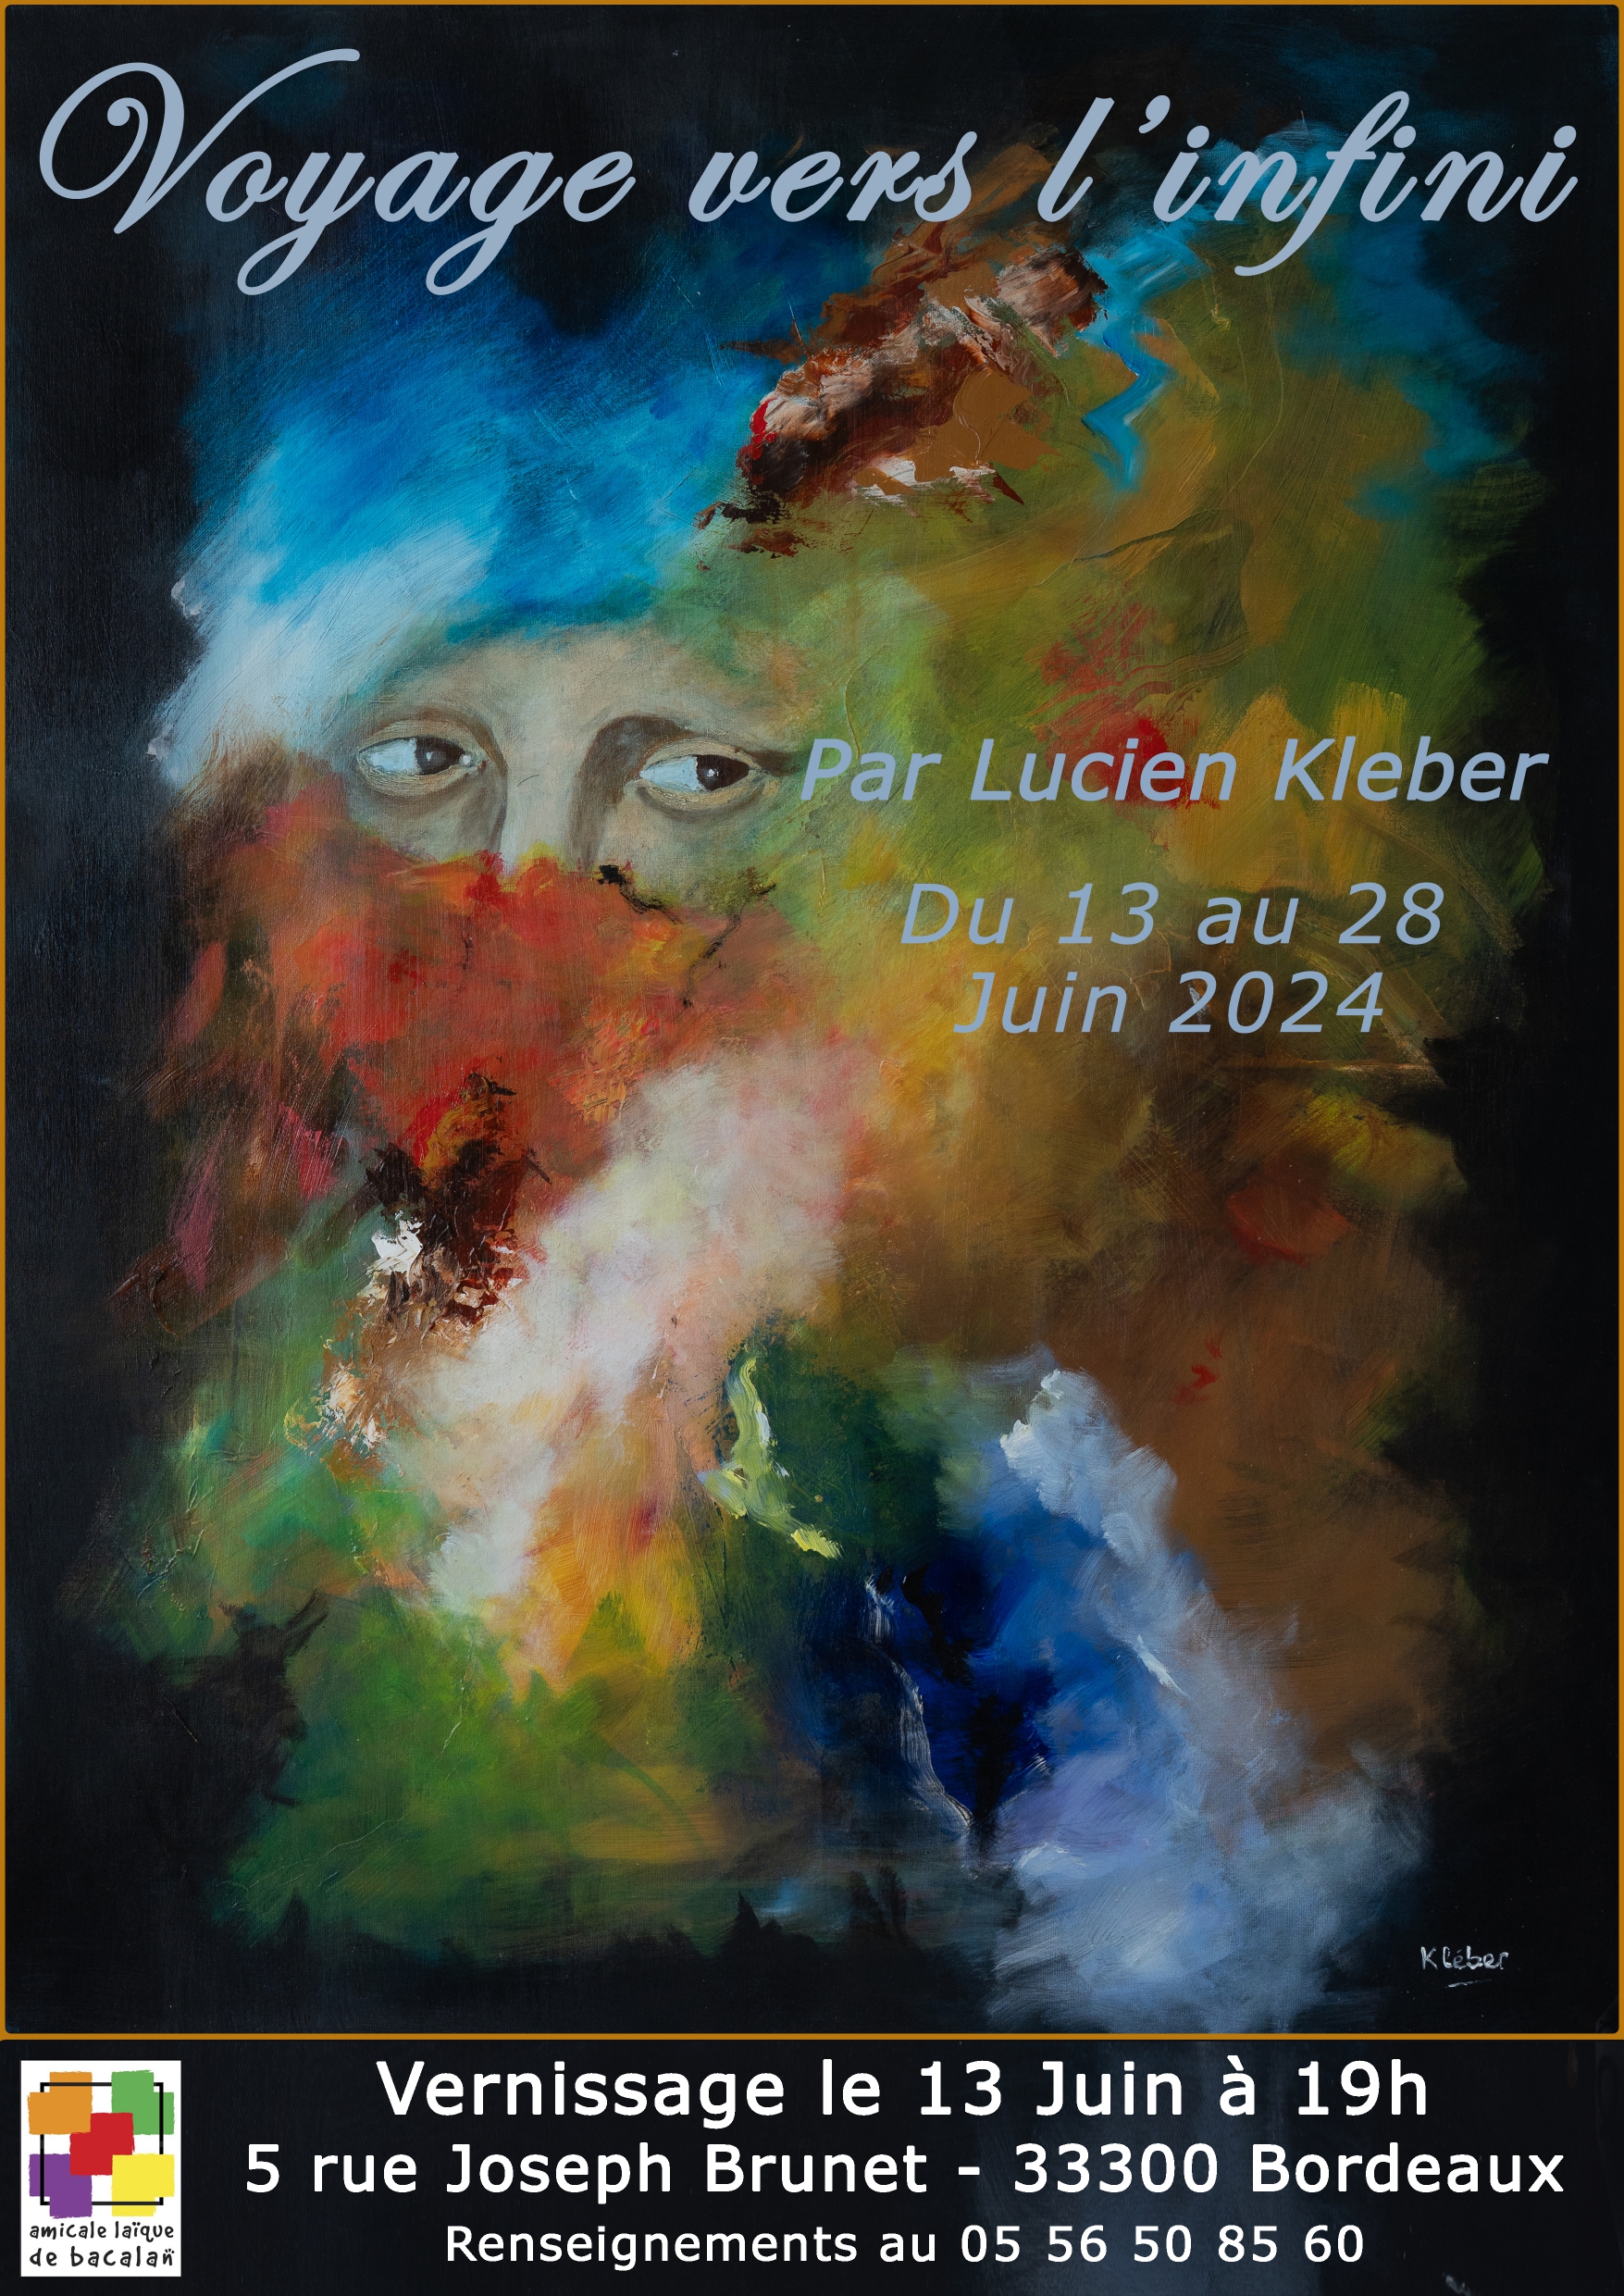 Voyage vers l'infini
Par Lucien Kleber
Du 13 au 28
Juin 2024
Kléber
Vernissage le 13 Juin à 19h
5 rue Joseph Brunet - 33300 Bordeaux
Renseignements au 05 56 50 85 60
amicale laïque
de bacalan